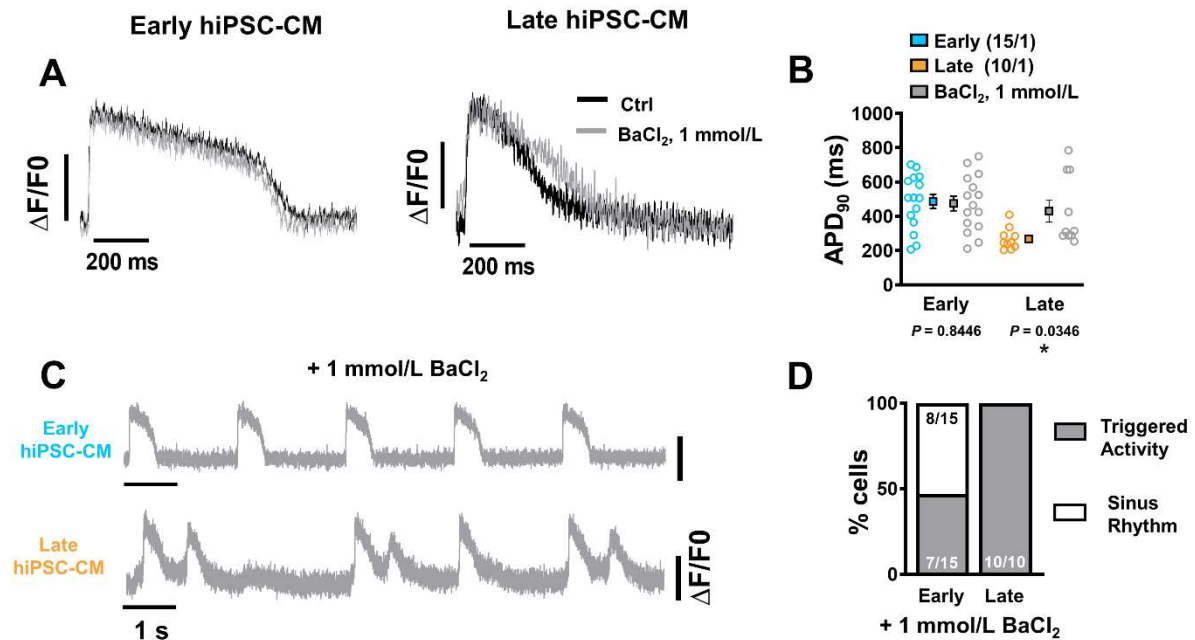 Early hiPSC-CM
Late hiPSC-CM
A
ΔF/F0
200 ms
ΔF/F0
200 ms
Ctrl
BaCl₂, 1 mmol/L
B
Early (15/1)
Late (10/1)
BaCl₂, 1 mmol/L
APD₉₀ (ms)
1000
800
600
400
200
0
Early
Late
P = 0.8446
P = 0.0346
*
C
+ 1 mmol/L BaCl₂
Early
hiPSC-CM
Late
hiPSC-CM
1 s
ΔF/F0
D
% cells
100
50
0
8/15
7/15
10/10
Early
Late
+ 1 mmol/L BaCl₂
Triggered
Activity
Sinus
Rhythm